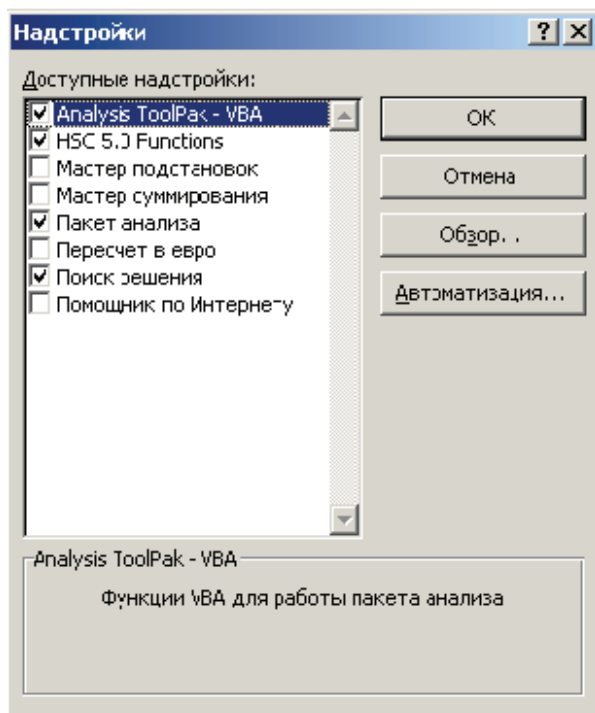 Надстройки
Доступные надстройки:
Analysis ToolPak - VBA
HSC 5.0 Functions
Мастер подстановок
Мастер суммирования
Пакет анализа
Пересчет в евро
Поиск решения
Помощник по Интернету
ОК
Отмена
Обзор...
Автоматизация...
Analysis ToolPak - VBA
Функции VBA для работы пакета анализа